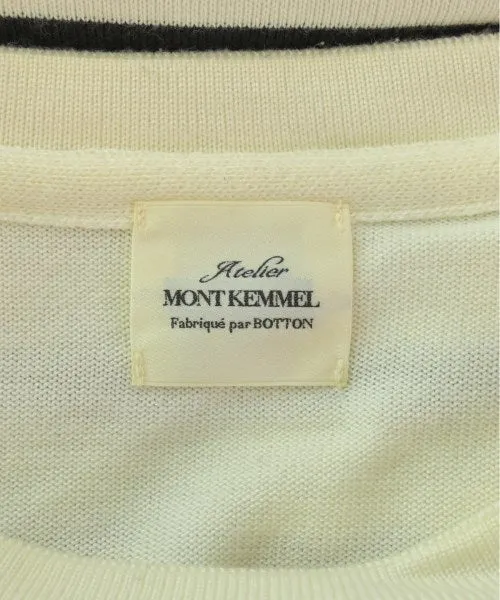 Atelier
MONT KEMMEL
Fabriqué par BOTTON